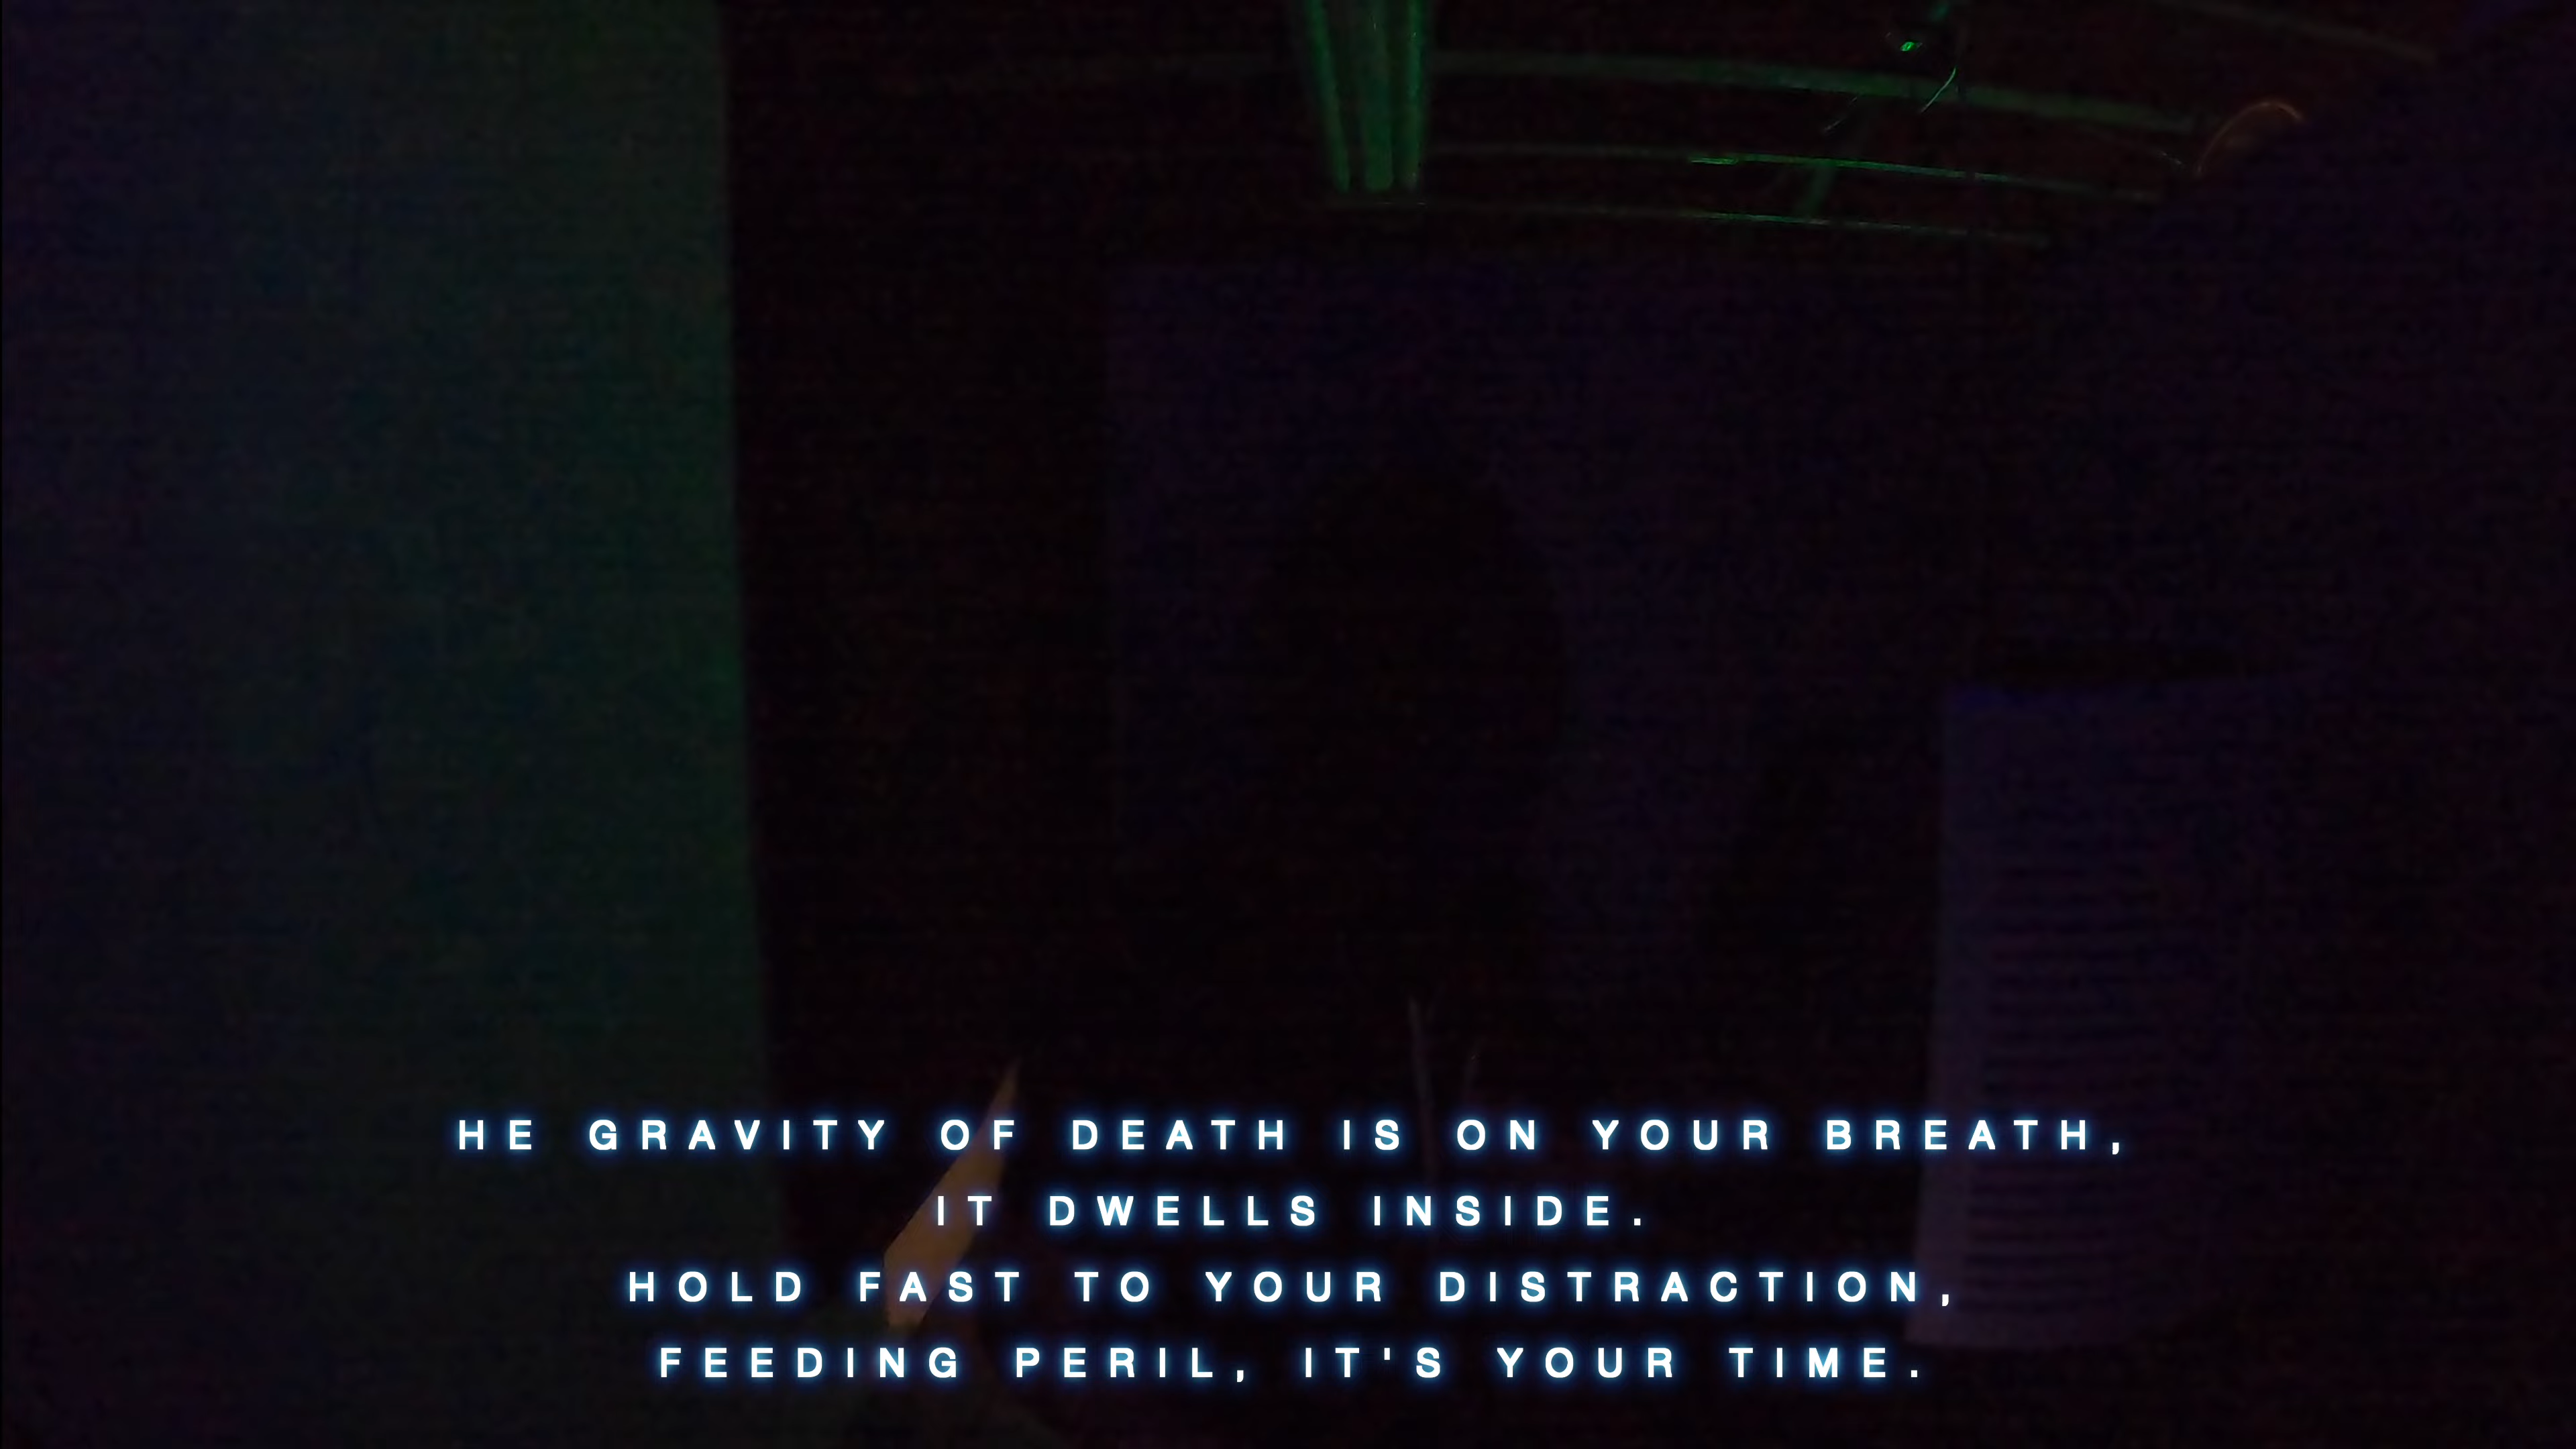 HE GRAVITY OF DEATH IS ON YOUR BREATH,
IT DWELLS INSIDE.
HOLD FAST TO YOUR DISTRACTION,
FEEDING PERIL, IT'S YOUR TIME.